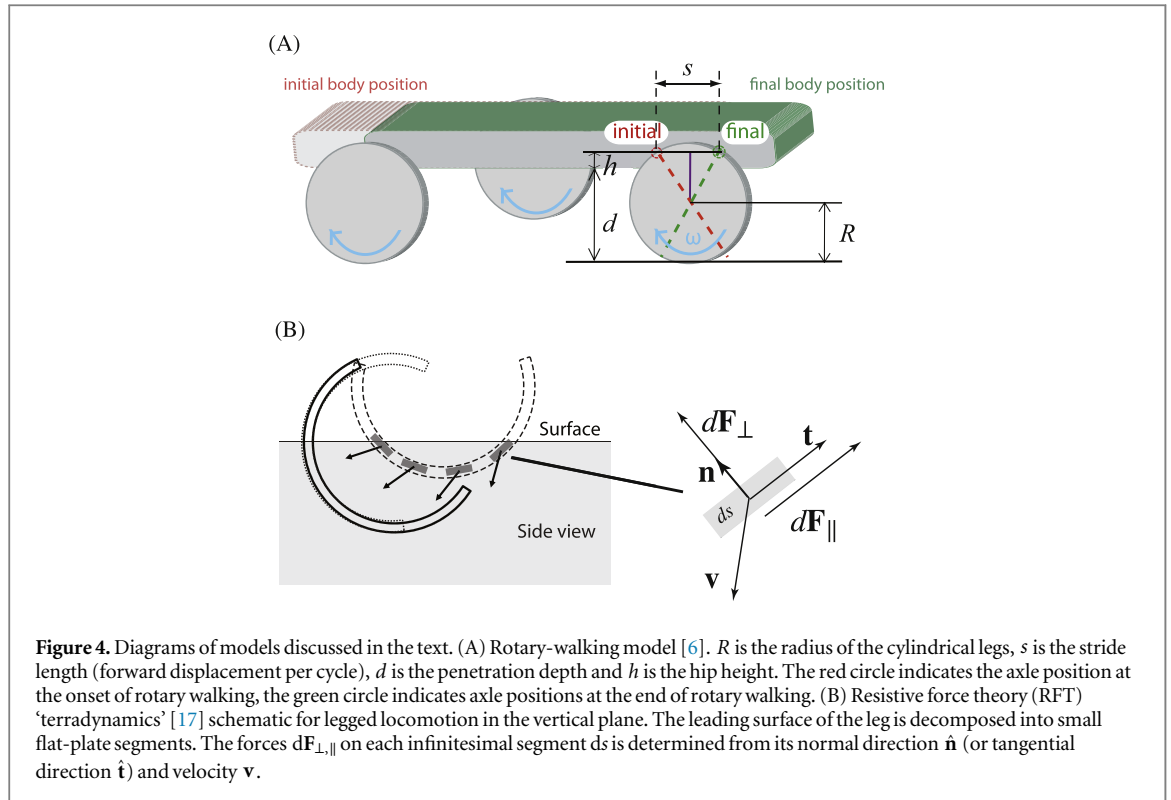 (A)
s
initial body position
final body position
initial
final
h
d
ω
R
(B)
Surface
Side view
dF⊥
t
n
ds
dF∥
v
Figure 4. Diagrams of models discussed in the text. (A) Rotary-walking model [6]. R is the radius of the cylindrical legs, s is the stride
length (forward displacement per cycle), d is the penetration depth and h is the hip height. The red circle indicates the axle position at
the onset of rotary walking, the green circle indicates axle positions at the end of rotary walking. (B) Resistive force theory (RFT)
‘terradynamics’ [17] schematic for legged locomotion in the vertical plane. The leading surface of the leg is decomposed into small
flat-plate segments. The forces dF⊥,∥ on each infinitesimal segment ds is determined from its normal direction n̂ (or tangential
direction t̂) and velocity v.